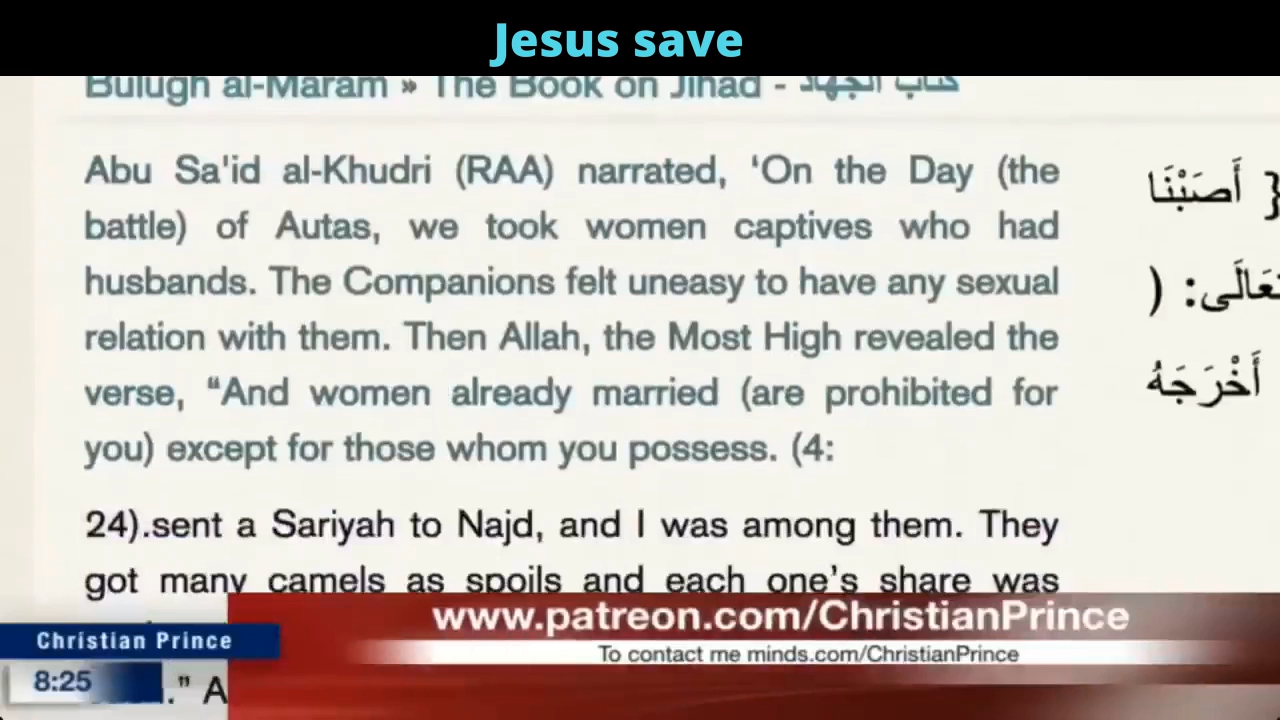 Jesus save
Bulugh al-Maram » The Book on Jihad - كتاب الجهاد
Abu Sa'id al-Khudri (RAA) narrated, ‘On the Day (the
battle) of Autas, we took women captives who had
husbands. The Companions felt uneasy to have any sexual
relation with them. Then Allah, the Most High revealed the
verse, “And women already married (are prohibited for
you) except for those whom you possess. (4:
24).sent a Sariyah to Najd, and I was among them. They
got many camels as spoils and each one’s share was
." A
{ أَصَبْنَا
تَعَالَى: (
أَخْرَجَهُ
www.patreon.com/ChristianPrince
To contact me minds.com/ChristianPrince
Christian Prince
8:25